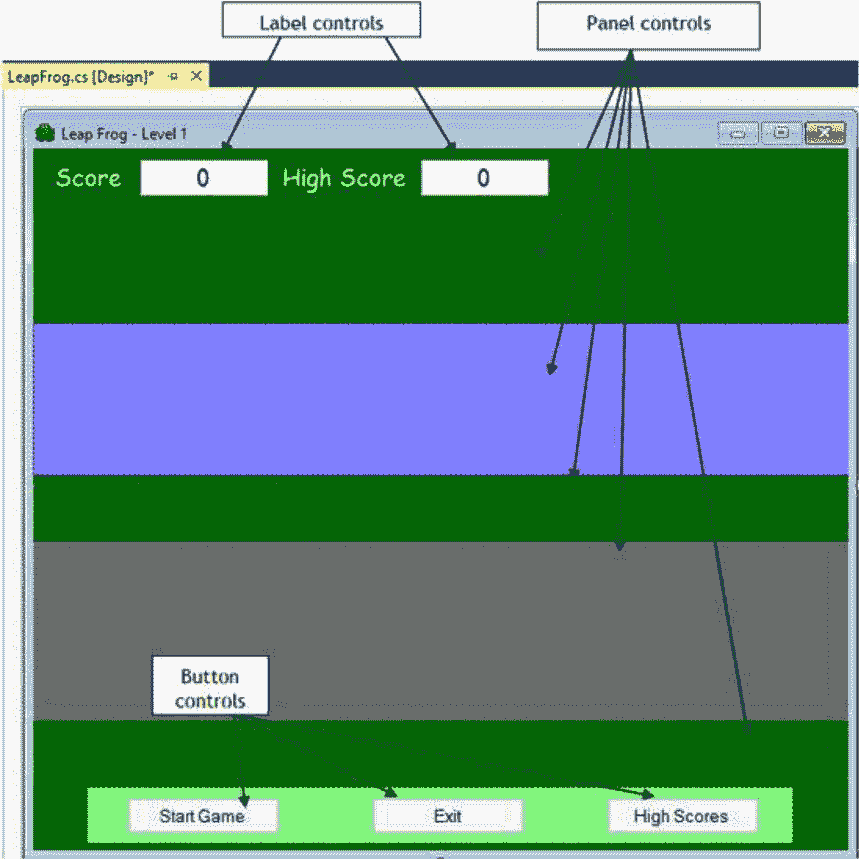 Label controls
Panel controls
LeapFrog.cs [Design]*
Leap Frog - Level 1
Score 0 High Score 0
Button
controls
Start Game Exit High Scores